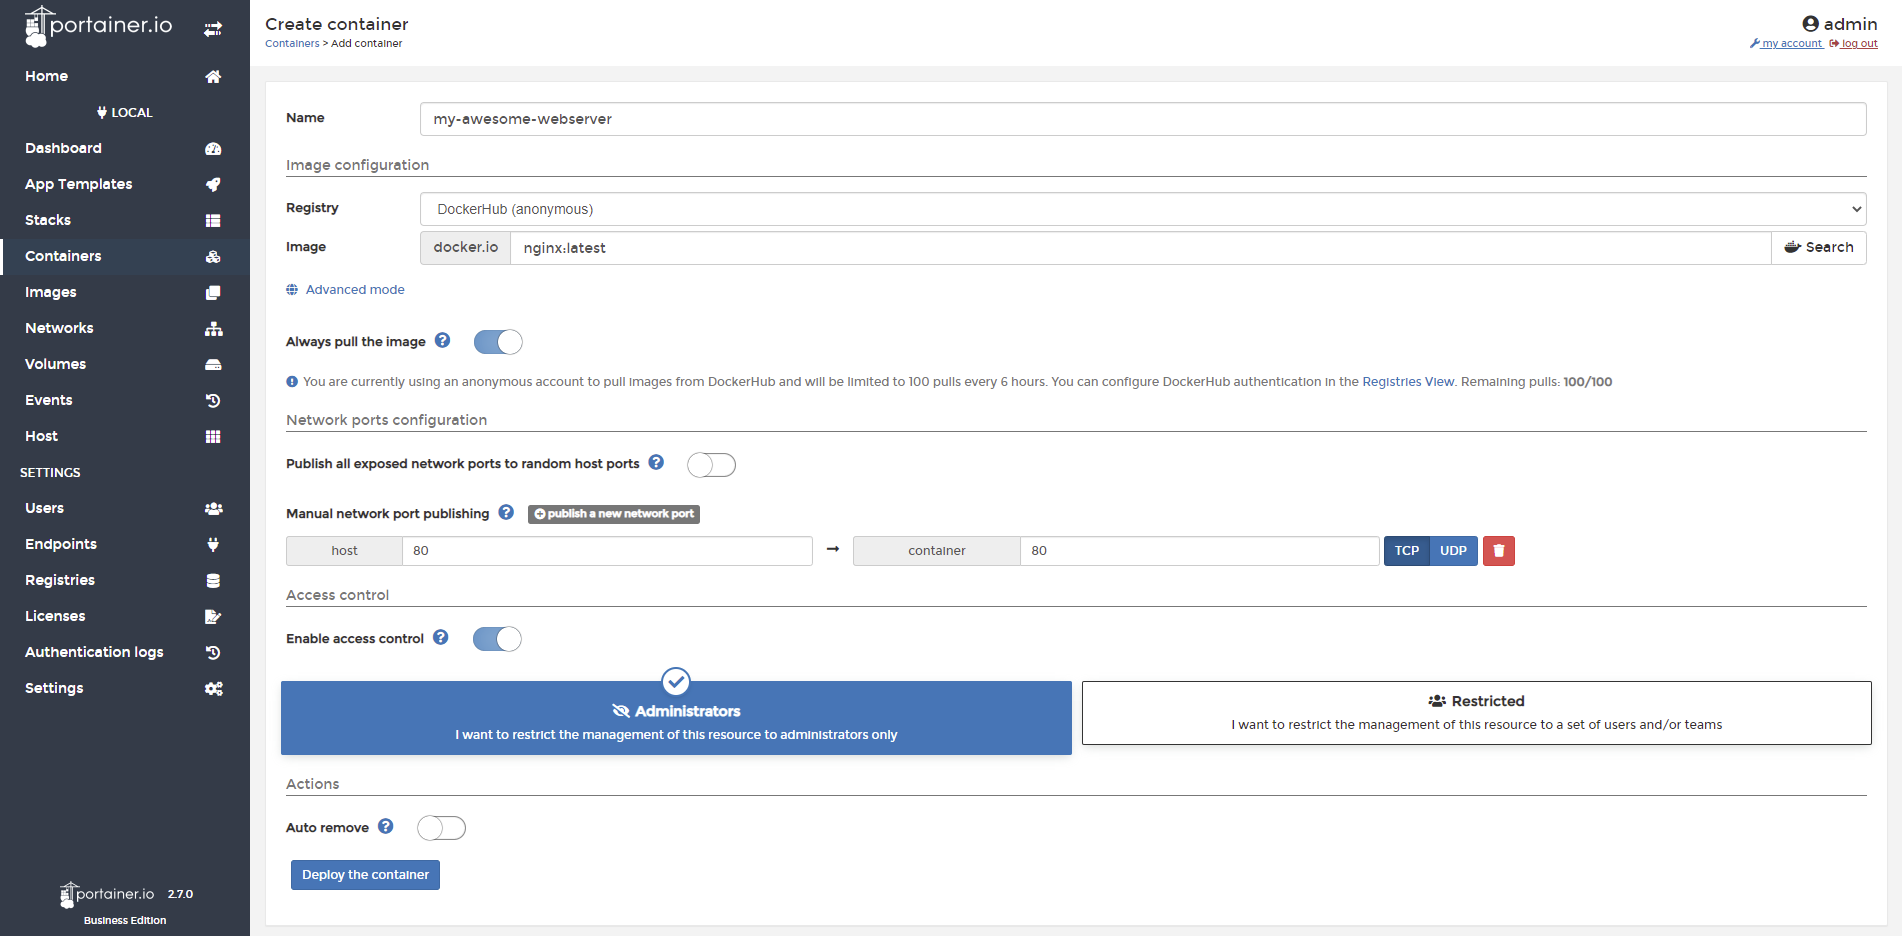 portainer.io
Home
LOCAL
Dashboard
App Templates
Stacks
Containers
Images
Networks
Volumes
Events
Host
SETTINGS
Users
Endpoints
Registries
Licenses
Authentication logs
Settings
portainer.io 2.7.0
Business Edition
Create container
Containers > Add container
admin
my account log out
Name my-awesome-webserver
Image configuration
Registry DockerHub (anonymous)
Image docker.io nginx:latest Search
Advanced mode
Always pull the image
You are currently using an anonymous account to pull images from DockerHub and will be limited to 100 pulls every 6 hours. You can configure DockerHub authentication in the Registries View. Remaining pulls: 100/100
Network ports configuration
Publish all exposed network ports to random host ports
Manual network port publishing publish a new network port
host 80 → container 80 TCP UDP
Access control
Enable access control
Administrators
I want to restrict the management of this resource to administrators only
Restricted
I want to restrict the management of this resource to a set of users and/or teams
Actions
Auto remove
Deploy the container